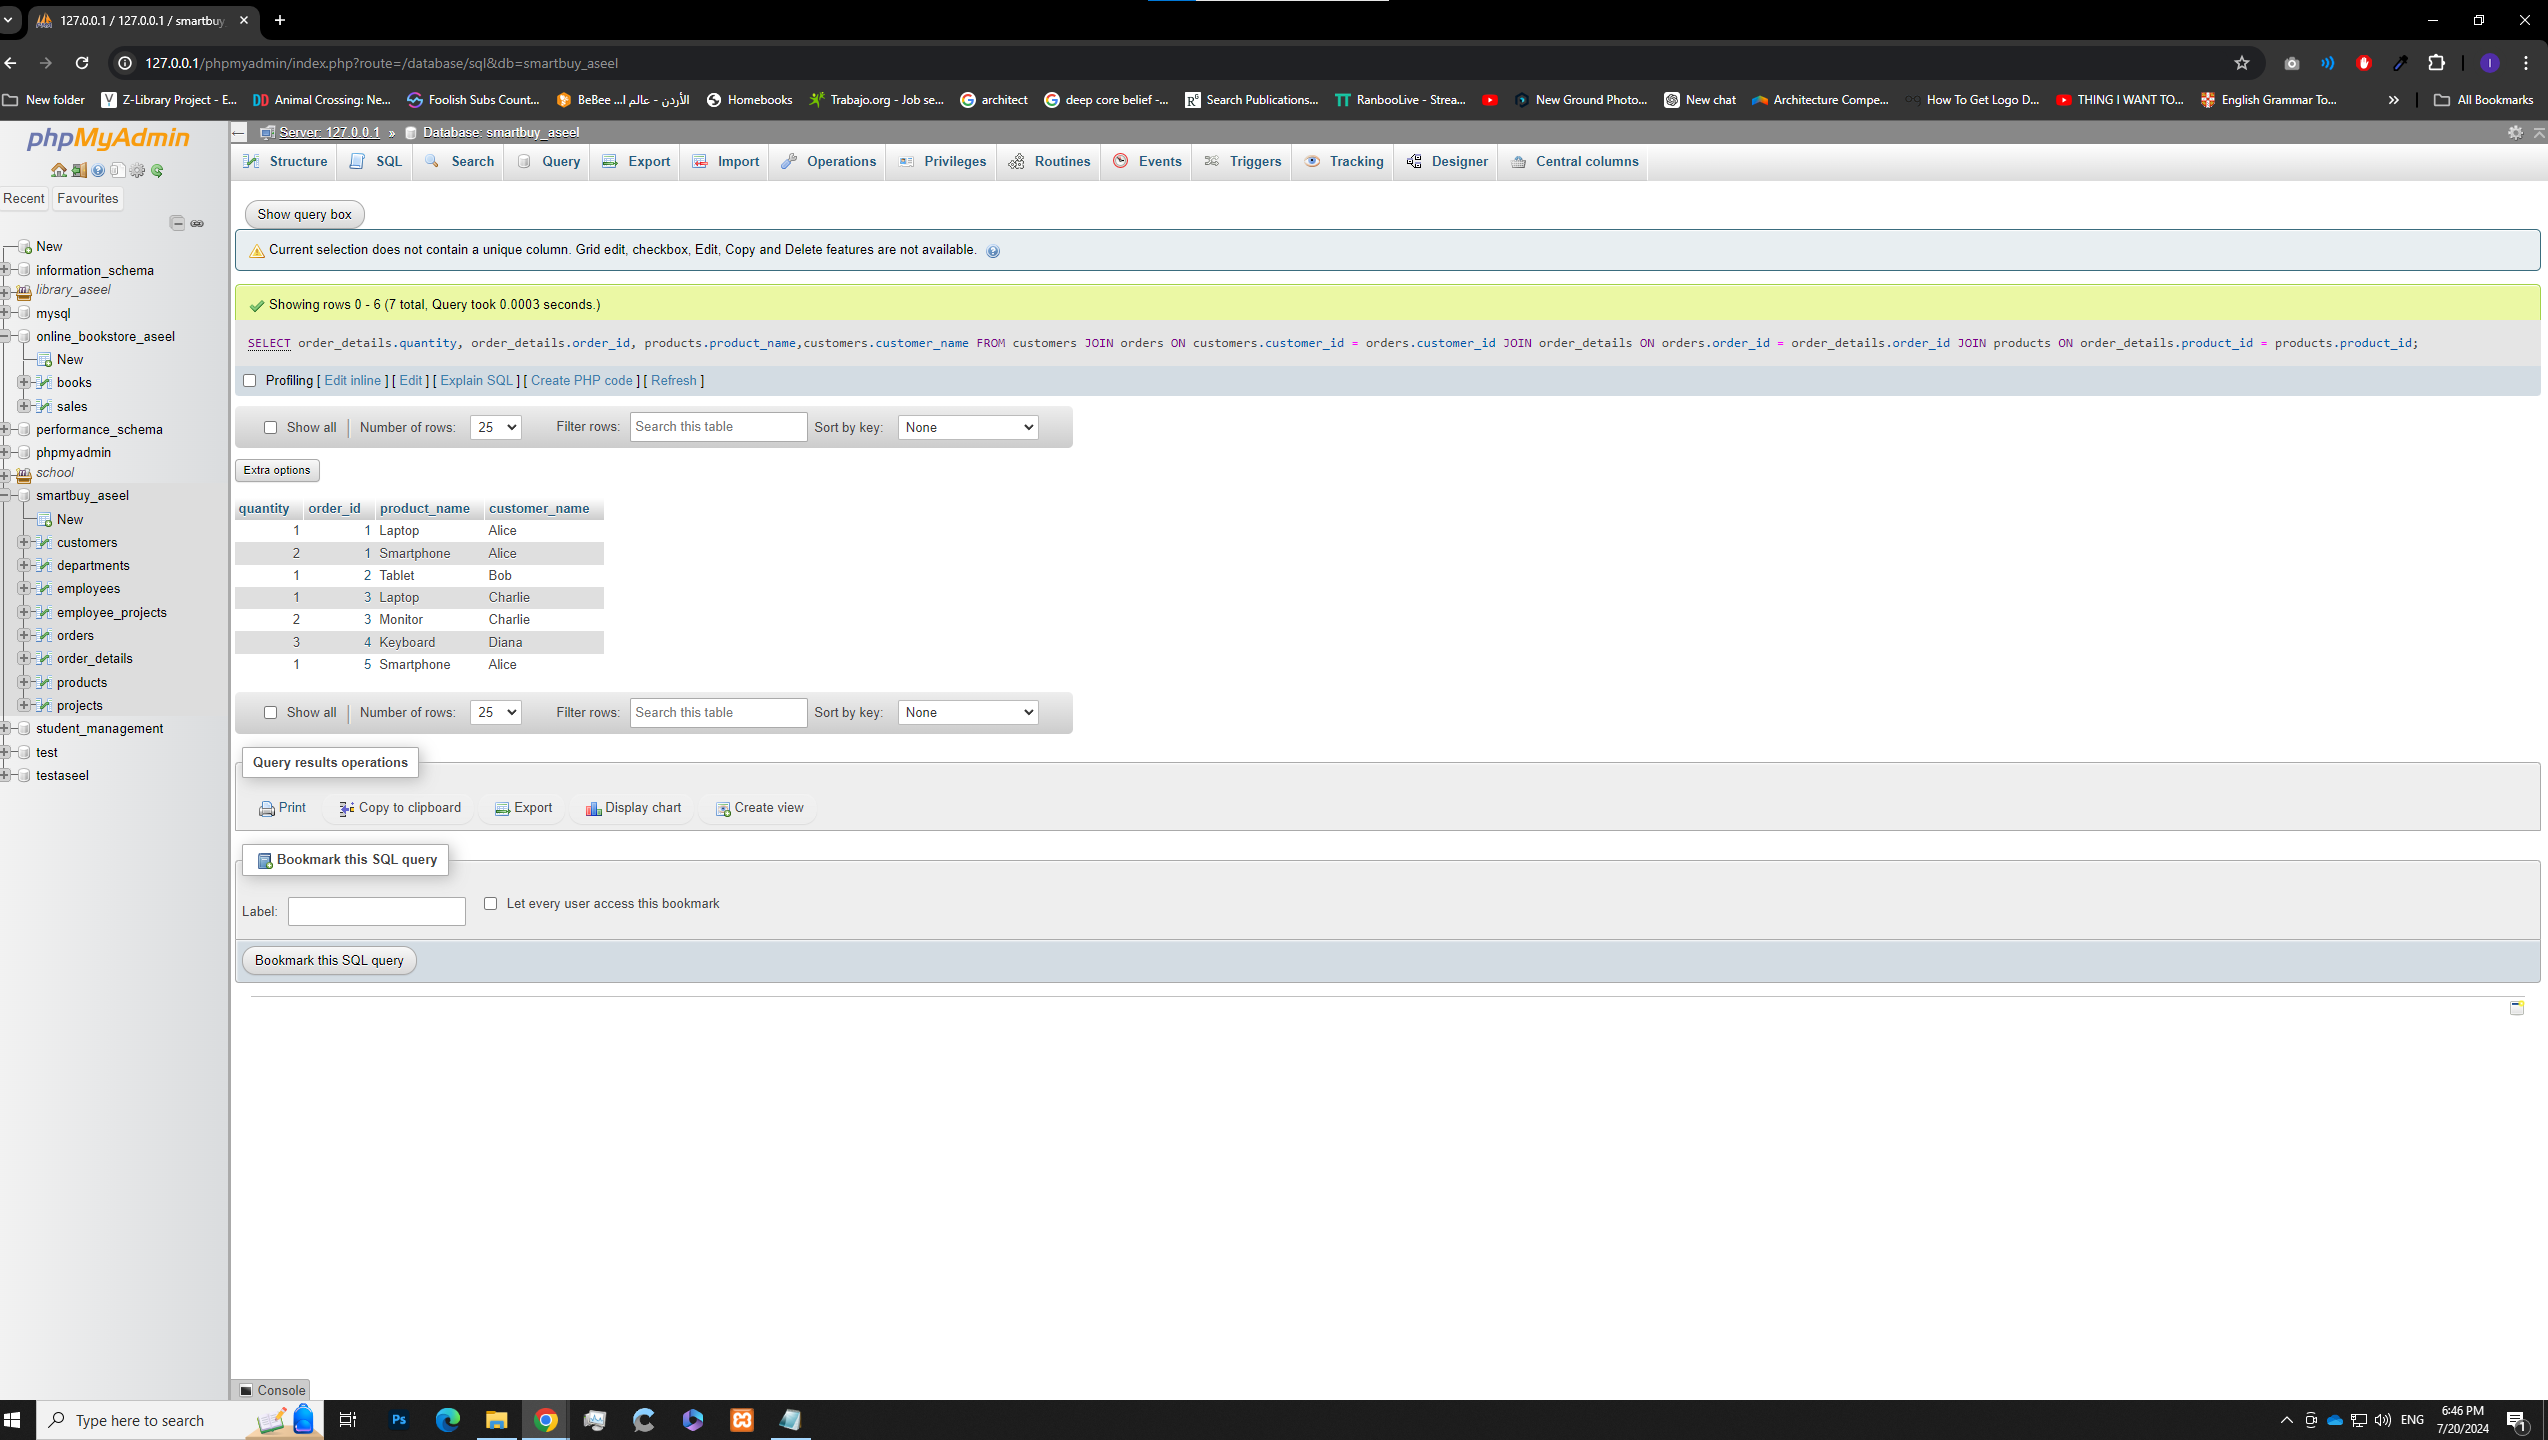 127.0.0.1 / 127.0.0.1 / smartbuy
127.0.0.1/phpmyadmin/index.php?route=/database/sql&db=smartbuy_aseel
New folder Z-Library Project - E... Animal Crossing: Ne... Foolish Subs Count... BeBee ...الأردن - عالم ا Homebooks Trabajo.org - Job se... architect deep core belief -... Search Publications... RanbooLive - Strea... New Ground Photo... New chat Architecture Compe... How To Get Logo D... THING I WANT TO... English Grammar To... » All Bookmarks
phpMyAdmin
Recent Favourites
New
information_schema
library_aseel
mysql
online_bookstore_aseel
New
books
sales
performance_schema
phpmyadmin
school
smartbuy_aseel
New
customers
departments
employees
employee_projects
orders
order_details
products
projects
student_management
test
testaseel
Server: 127.0.0.1 » Database: smartbuy_aseel
Structure SQL Search Query Export Import Operations Privileges Routines Events Triggers Tracking Designer Central columns
Show query box
Current selection does not contain a unique column. Grid edit, checkbox, Edit, Copy and Delete features are not available.
Showing rows 0 - 6 (7 total, Query took 0.0003 seconds.)
SELECT order_details.quantity, order_details.order_id, products.product_name,customers.customer_name FROM customers JOIN orders ON customers.customer_id = orders.customer_id JOIN order_details ON orders.order_id = order_details.order_id JOIN products ON order_details.product_id = products.product_id;
Profiling [ Edit inline ] [ Edit ] [ Explain SQL ] [ Create PHP code ] [ Refresh ]
Show all Number of rows: 25 Filter rows: Search this table Sort by key: None
Extra options
quantity order_id product_name customer_name
1 1 Laptop Alice
2 1 Smartphone Alice
1 2 Tablet Bob
1 3 Laptop Charlie
2 3 Monitor Charlie
3 4 Keyboard Diana
1 5 Smartphone Alice
Show all Number of rows: 25 Filter rows: Search this table Sort by key: None
Query results operations
Print Copy to clipboard Export Display chart Create view
Bookmark this SQL query
Label: Let every user access this bookmark
Bookmark this SQL query
Console
Type here to search
Ps
ENG
6:46 PM
7/20/2024
1